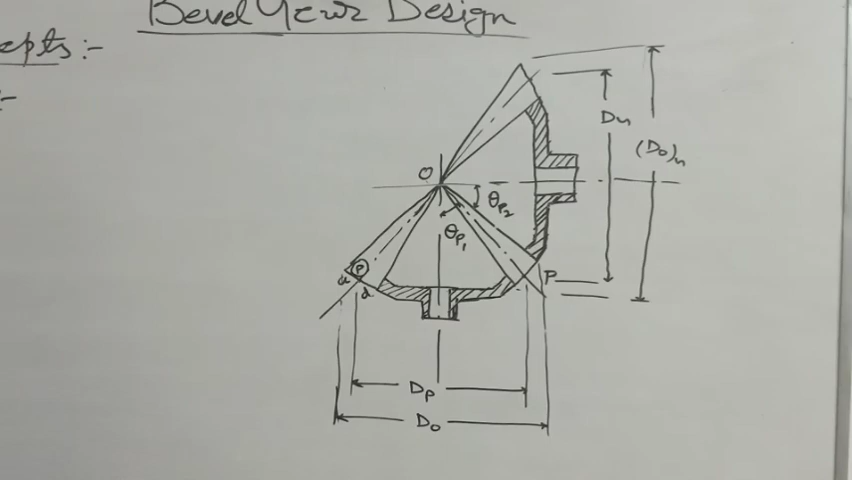 Bevel Gear Design
epts:-
:-
O
θP2
θP1
Dn
(Do)n
a
P
d
P
DP
Do